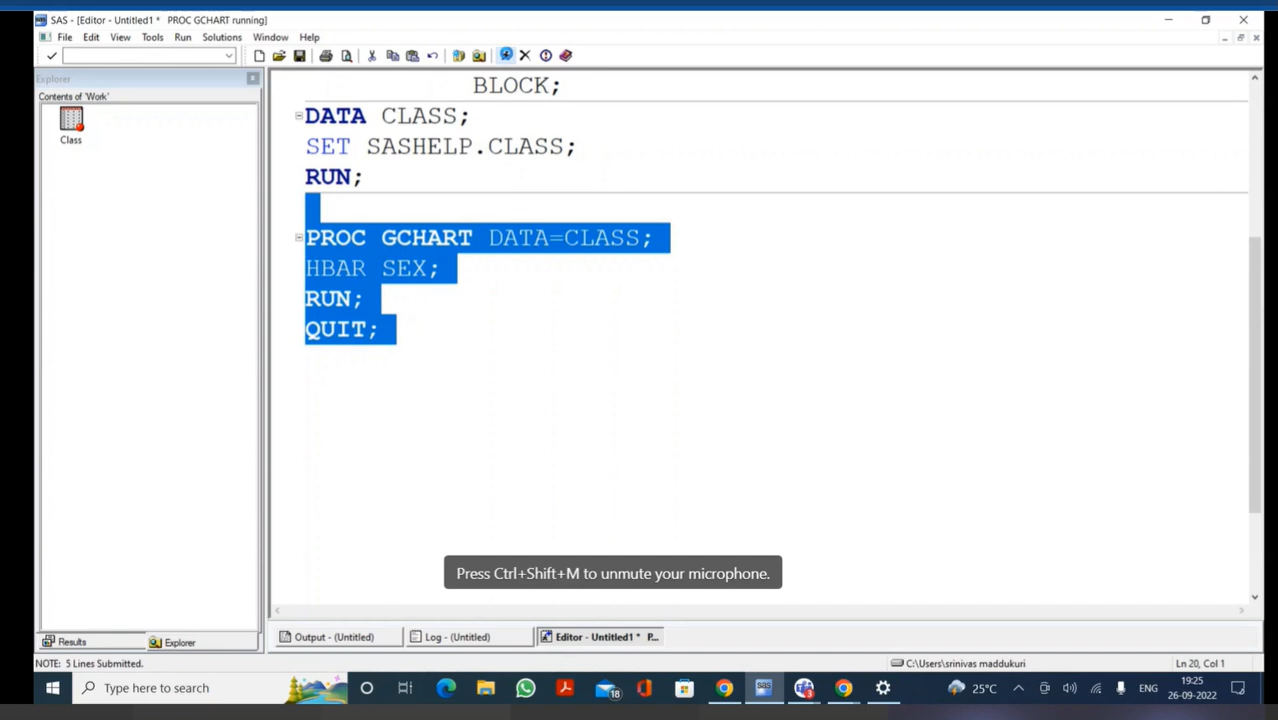 SAS - [Editor - Untitled1 * PROC GCHART running]
File Edit View Tools Run Solutions Window Help
Explorer
Contents of 'Work'
Class
BLOCK;
DATA CLASS;
SET SASHELP.CLASS;
RUN;
PROC GCHART DATA=CLASS;
HBAR SEX;
RUN;
QUIT;
Press Ctrl+Shift+M to unmute your microphone.
Results Explorer
Output - (Untitled) Log - (Untitled) Editor - Untitled1 * P...
NOTE: 5 Lines Submitted. C:\Users\srinivas maddukuri Ln 20, Col 1
Type here to search 18 sas 25°C ENG 19:25
26-09-2022